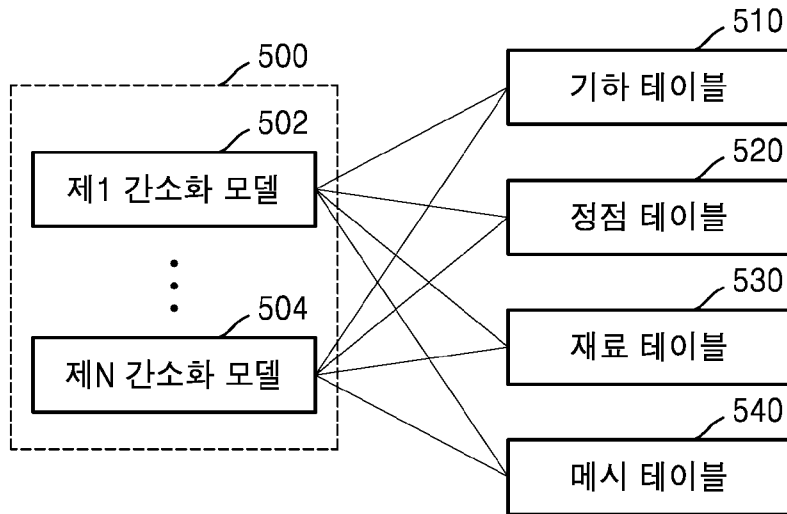 500
502
제1 간소화 모델
504
제N 간소화 모델
510
기하 테이블
520
정점 테이블
530
재료 테이블
540
메시 테이블